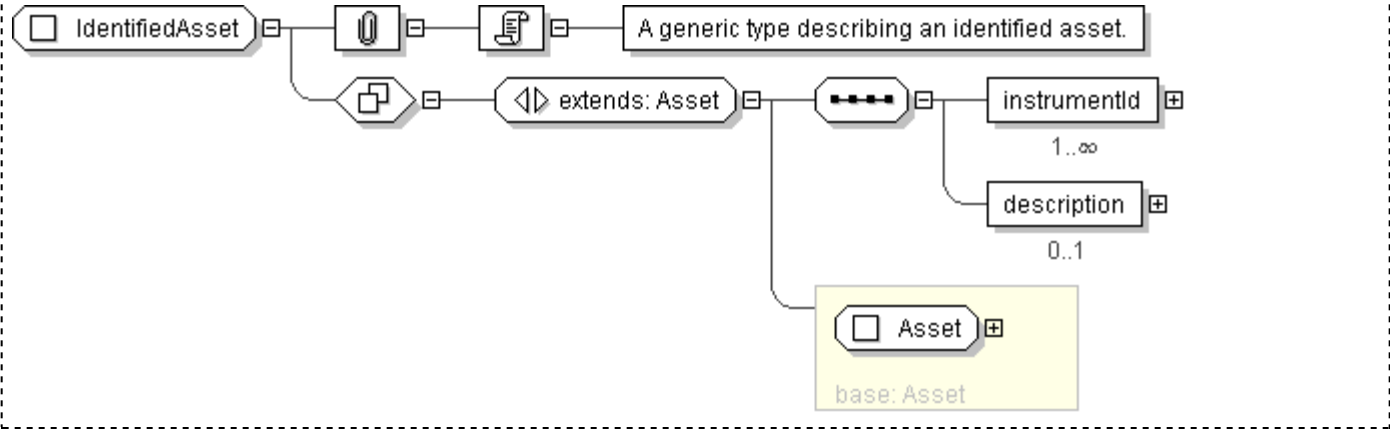 IdentifiedAsset
A generic type describing an identified asset.
extends: Asset
instrumentId
1..∞
description
0..1
Asset
base: Asset